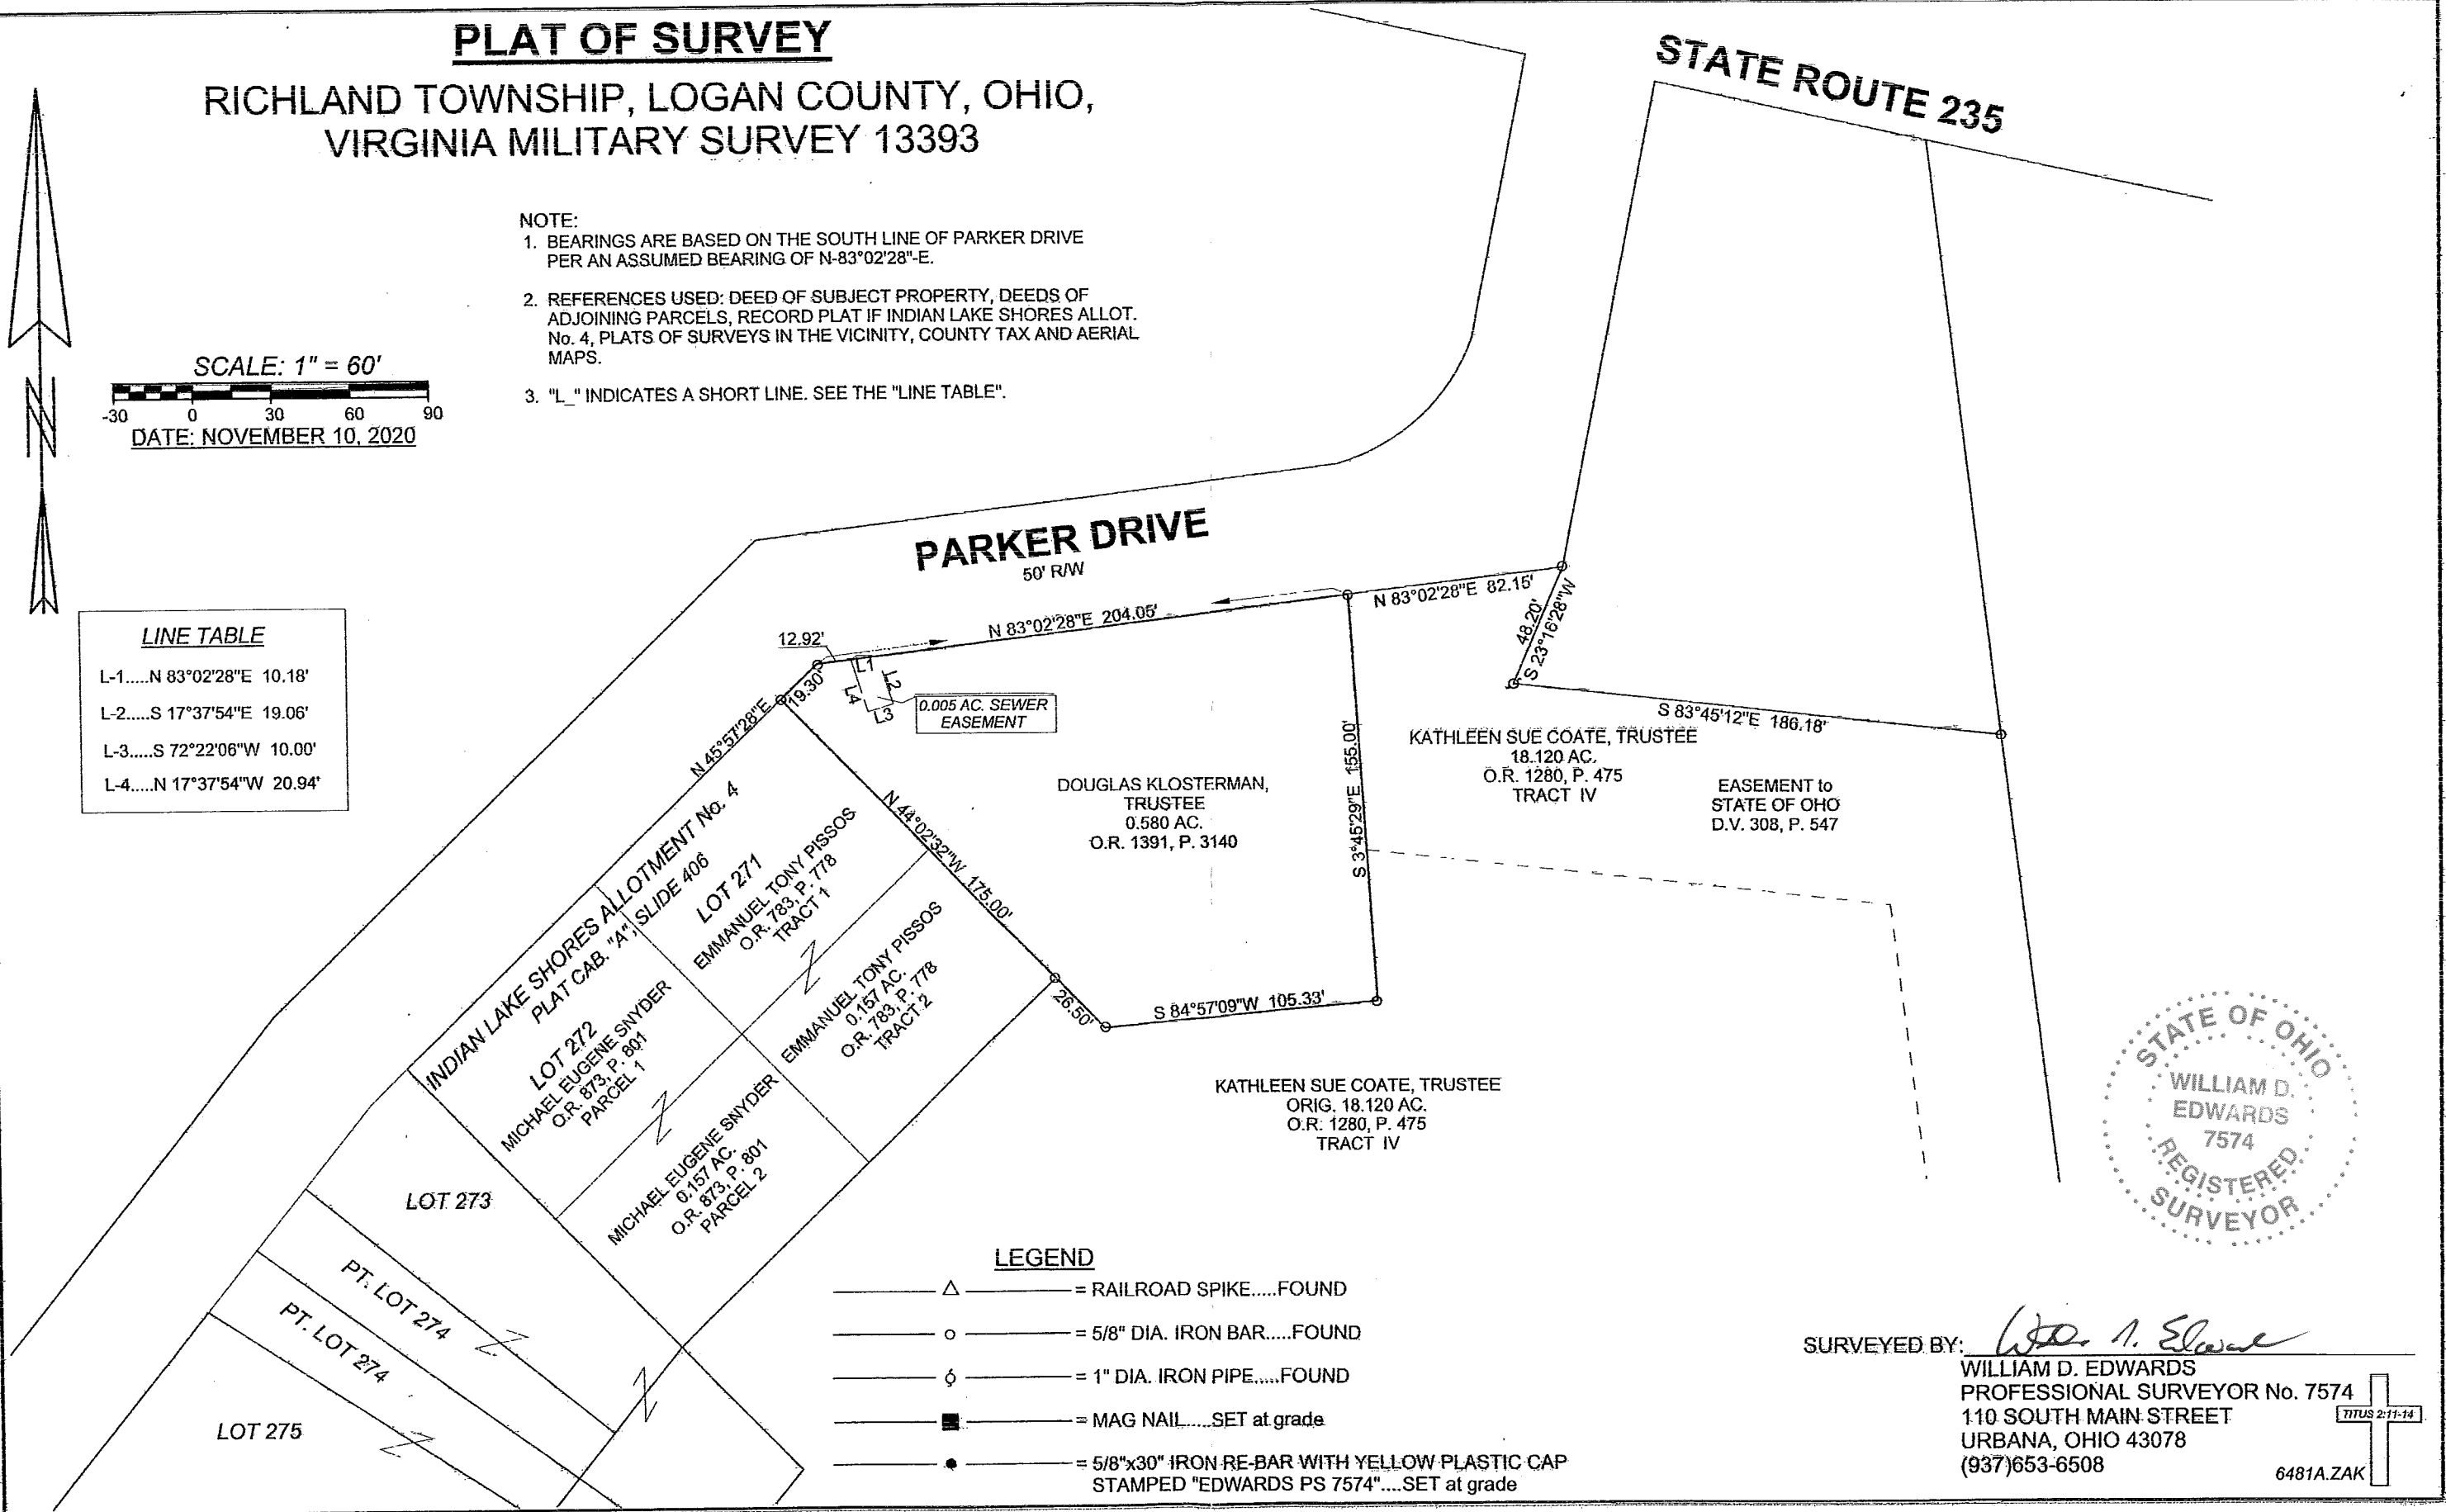 PLAT OF SURVEY
RICHLAND TOWNSHIP, LOGAN COUNTY, OHIO,
VIRGINIA MILITARY SURVEY 13393
STATE ROUTE 235
NOTE:
1. BEARINGS ARE BASED ON THE SOUTH LINE OF PARKER DRIVE
PER AN ASSUMED BEARING OF N-83°02'28"-E.
2. REFERENCES USED: DEED OF SUBJECT PROPERTY, DEEDS OF
ADJOINING PARCELS, RECORD PLAT IF INDIAN LAKE SHORES ALLOT.
No. 4, PLATS OF SURVEYS IN THE VICINITY, COUNTY TAX AND AERIAL
MAPS.
3. "L_" INDICATES A SHORT LINE. SEE THE "LINE TABLE".
N
SCALE: 1" = 60'
-30 0 30 60 90
DATE: NOVEMBER 10, 2020
LINE TABLE
L-1.....N 83°02'28"E 10.18'
L-2.....S 17°37'54"E 19.06'
L-3.....S 72°22'06"W 10.00'
L-4.....N 17°37'54"W 20.94'
PARKER DRIVE
50' R/W
12.92'
N 83°02'28"E 204.05'
N 83°02'28"E 82.15'
48.20'
S 23°16'28"W
S 83°45'12"E 186.18'
19.30'
N 45°57'28"E
L1
L2
L3
L4
0.005 AC. SEWER
EASEMENT
N 44°02'32"W 175.00'
26.50'
S 84°57'09"W 105.33'
S 3°45'29"E 155.00'
DOUGLAS KLOSTERMAN,
TRUSTEE
0.580 AC.
O.R. 1391, P. 3140
KATHLEEN SUE COATE, TRUSTEE
18.120 AC.
O.R. 1280, P. 475
TRACT IV
EASEMENT to
STATE OF OHO
D.V. 308, P. 547
INDIAN LAKE SHORES ALLOTMENT No. 4
PLAT CAB. "A", SLIDE 406
LOT 271
EMMANUEL TONY PISSOS
O.R. 783, P. 778
TRACT 1
EMMANUEL TONY PISSOS
0.157 AC.
O.R. 783, P. 778
TRACT 2
LOT 272
MICHAEL EUGENE SNYDER
O.R. 873, P. 801
PARCEL 1
MICHAEL EUGENE SNYDER
0.157 AC.
O.R. 873, P. 801
PARCEL 2
KATHLEEN SUE COATE, TRUSTEE
ORIG. 18.120 AC.
O.R. 1280, P. 475
TRACT IV
LOT 273
PT. LOT 274
PT. LOT 274
LOT 275
LEGEND
= RAILROAD SPIKE.....FOUND
= 5/8" DIA. IRON BAR.....FOUND
= 1" DIA. IRON PIPE.....FOUND
= MAG NAIL.....SET at grade
= 5/8"x30" IRON RE-BAR WITH YELLOW PLASTIC CAP
STAMPED "EDWARDS PS 7574"....SET at grade
STATE OF OHIO
WILLIAM D.
EDWARDS
7574
REGISTERED
SURVEYOR
SURVEYED BY:
WILLIAM D. EDWARDS
PROFESSIONAL SURVEYOR No. 7574
110 SOUTH MAIN STREET
URBANA, OHIO 43078
(937)653-6508
TITUS 2:11-14
6481A.ZAK